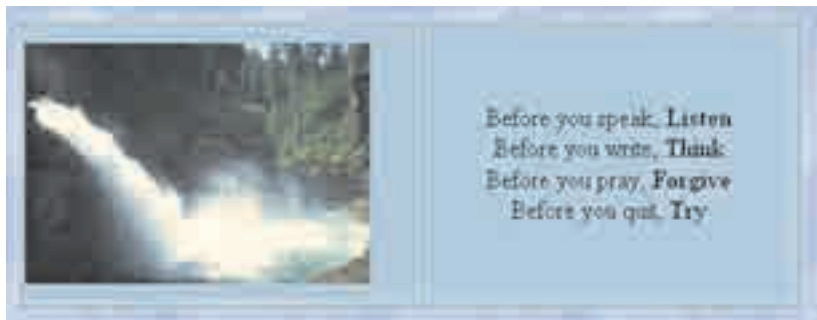 Before you speak, Listen
Before you write, Think
Before you pray, Forgive
Before you quit, Try